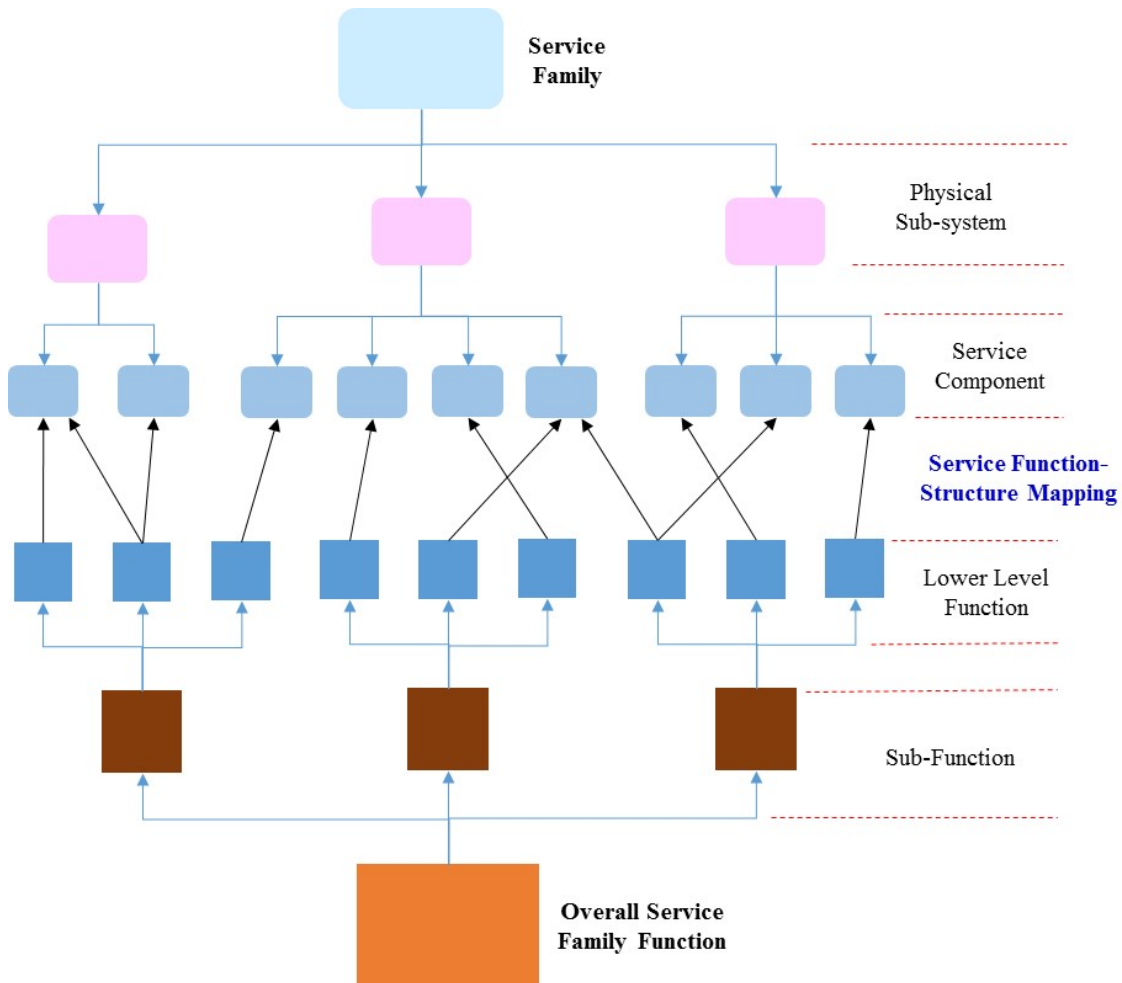 Service
Family
Physical
Sub-system
Service
Component
Service Function-
Structure Mapping
Lower Level
Function
Sub-Function
Overall Service
Family Function